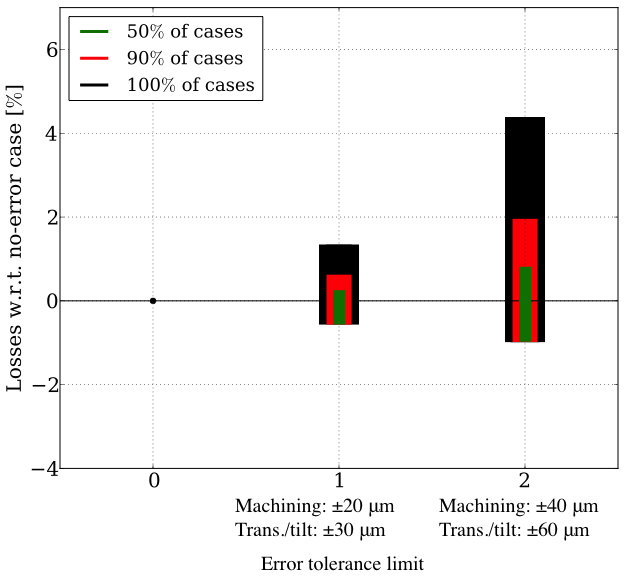 50% of cases
90% of cases
100% of cases
Losses w.r.t. no-error case [%]
6
4
2
0
−2
−4
0 1 2
Machining: ±20 μm Machining: ±40 μm
Trans./tilt: ±30 μm Trans./tilt: ±60 μm
Error tolerance limit